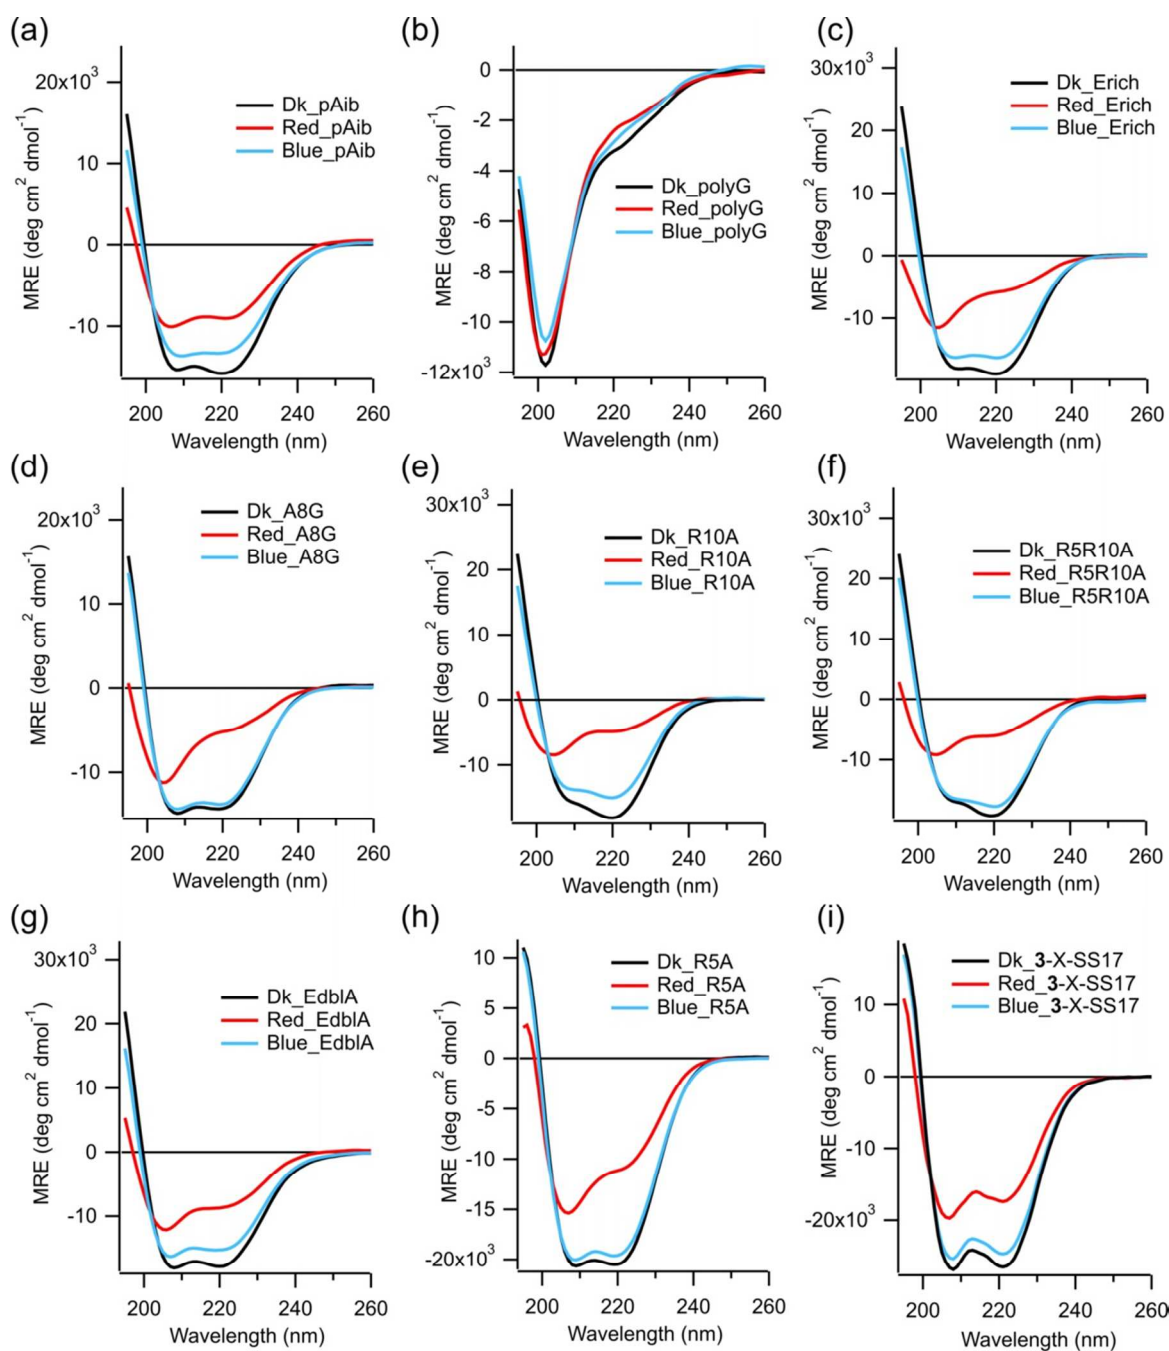 (a)
20x10³
10
0
-10
MRE (deg cm² dmol⁻¹)
Dk_pAib
Red_pAib
Blue_pAib
200 220 240 260
Wavelength (nm)
(b)
0
-2
-4
-6
-8
-10
-12x10³
MRE (deg cm² dmol⁻¹)
Dk_polyG
Red_polyG
Blue_polyG
200 220 240 260
Wavelength (nm)
(c)
30x10³
20
10
0
-10
MRE (deg cm² dmol⁻¹)
Dk_Erich
Red_Erich
Blue_Erich
200 220 240 260
Wavelength (nm)
(d)
20x10³
10
0
-10
MRE (deg cm² dmol⁻¹)
Dk_A8G
Red_A8G
Blue_A8G
200 220 240 260
Wavelength (nm)
(e)
30x10³
20
10
0
-10
MRE (deg cm² dmol⁻¹)
Dk_R10A
Red_R10A
Blue_R10A
200 220 240 260
Wavelength (nm)
(f)
30x10³
20
10
0
-10
MRE (deg cm² dmol⁻¹)
Dk_R5R10A
Red_R5R10A
Blue_R5R10A
200 220 240 260
Wavelength (nm)
(g)
30x10³
20
10
0
-10
MRE (deg cm² dmol⁻¹)
Dk_EdblA
Red_EdblA
Blue_EdblA
200 220 240 260
Wavelength (nm)
(h)
10
5
0
-5
-10
-15
-20x10³
MRE (deg cm² dmol⁻¹)
Dk_R5A
Red_R5A
Blue_R5A
200 220 240 260
Wavelength (nm)
(i)
10
0
-10
-20x10³
MRE (deg cm² dmol⁻¹)
Dk_3-X-SS17
Red_3-X-SS17
Blue_3-X-SS17
200 220 240 260
Wavelength (nm)